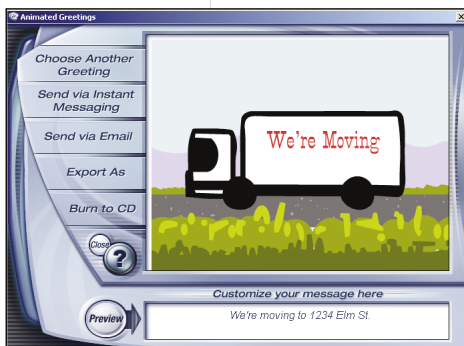 Animated Greetings
Choose Another
Greeting
Send via Instant
Messaging
Send via Email
Export As
Burn to CD
Close
?
We're Moving
Customize your message here
Preview
We're moving to 1234 Elm St.